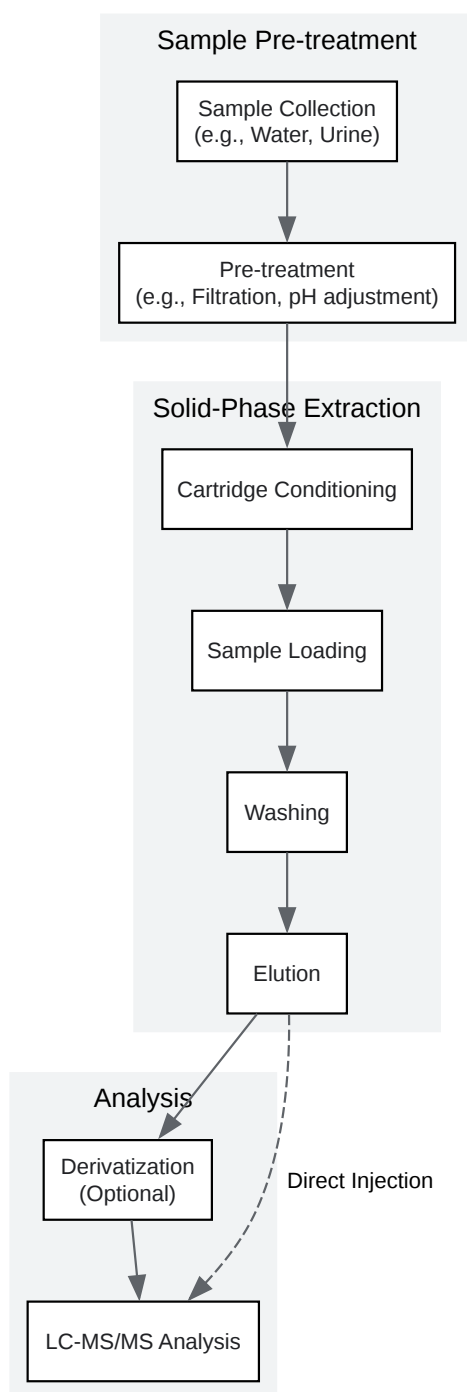 Sample Pre-treatment
Sample Collection
(e.g., Water, Urine)
Pre-treatment
(e.g., Filtration, pH adjustment)
Solid-Phase Extraction
Cartridge Conditioning
Sample Loading
Washing
Elution
Analysis
Derivatization
(Optional)
Direct Injection
LC-MS/MS Analysis